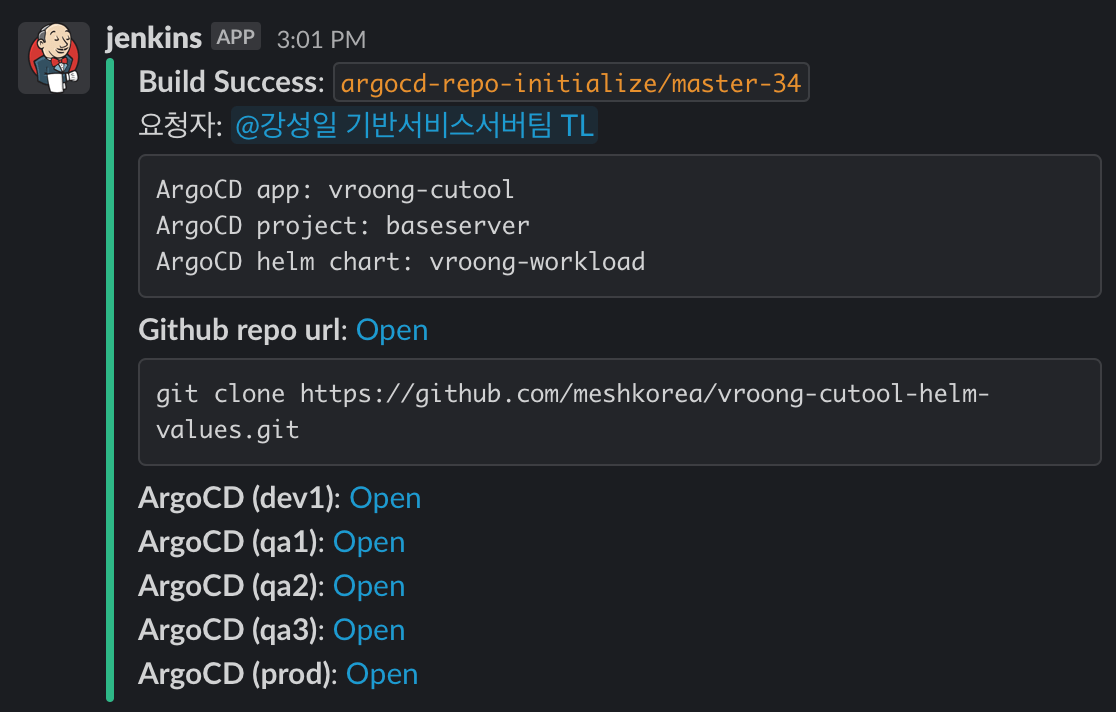 jenkins APP 3:01 PM
Build Success: argocd-repo-initialize/master-34
요청자: @강성일 기반서비스서버팀 TL
ArgoCD app: vroong-cutool
ArgoCD project: baseserver
ArgoCD helm chart: vroong-workload
Github repo url: Open
git clone https://github.com/meshkorea/vroong-cutool-helm-
values.git
ArgoCD (dev1): Open
ArgoCD (qa1): Open
ArgoCD (qa2): Open
ArgoCD (qa3): Open
ArgoCD (prod): Open